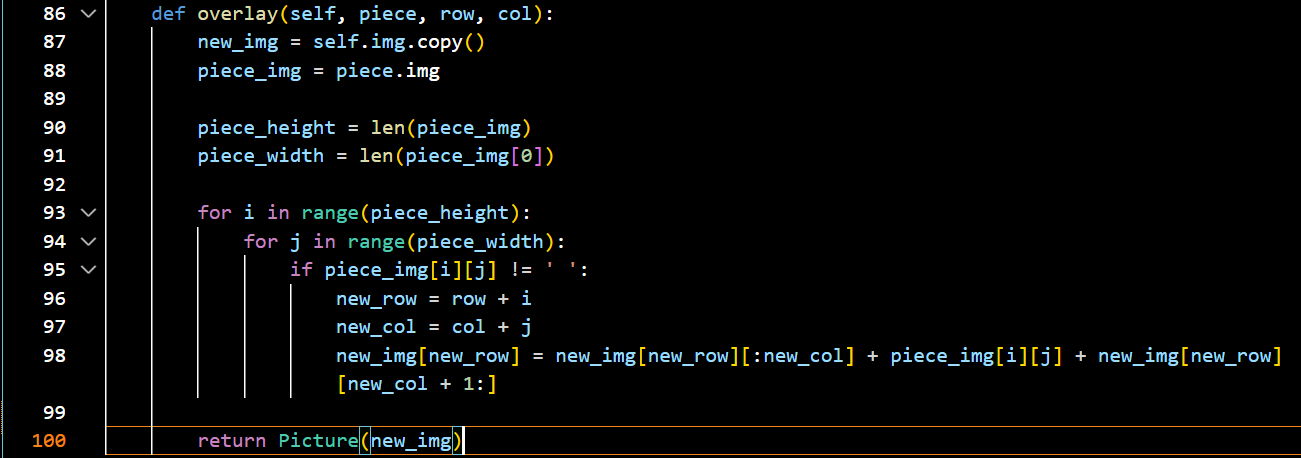 86 def overlay(self, piece, row, col):
87 new_img = self.img.copy()
88 piece_img = piece.img
89
90 piece_height = len(piece_img)
91 piece_width = len(piece_img[0])
92
93 for i in range(piece_height):
94 for j in range(piece_width):
95 if piece_img[i][j] != ' ':
96 new_row = row + i
97 new_col = col + j
98 new_img[new_row] = new_img[new_row][:new_col] + piece_img[i][j] + new_img[new_row]
[new_col + 1:]
99
100 return Picture(new_img)